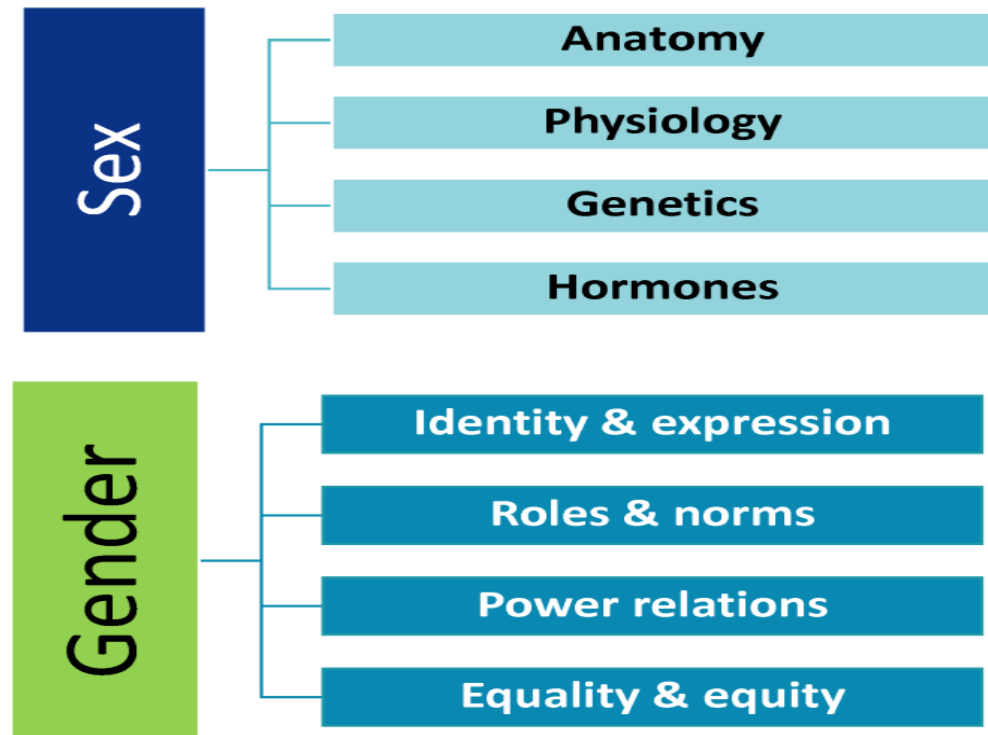 Sex
Anatomy
Physiology
Genetics
Hormones
Gender
Identity & expression
Roles & norms
Power relations
Equality & equity